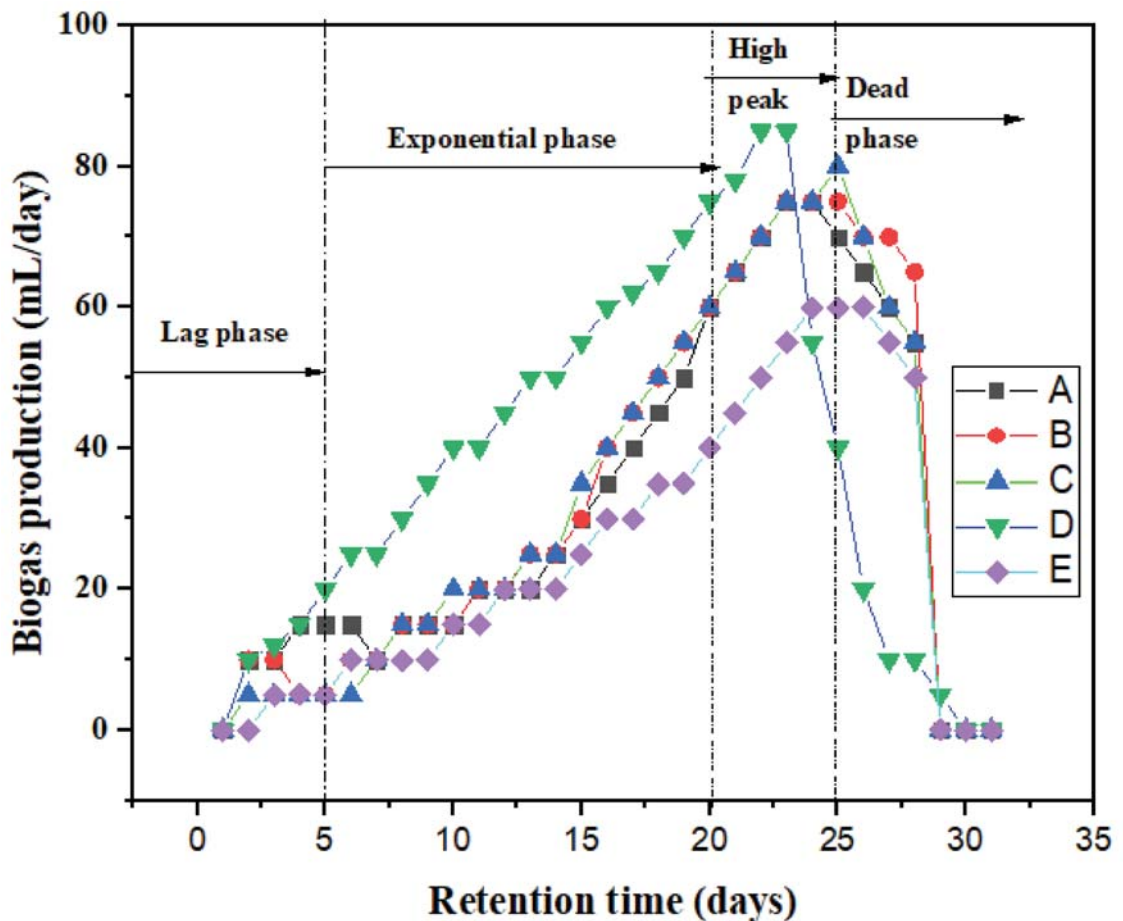 100
80
60
40
20
0
Biogas production (mL/day)
High
peak
Dead
phase
Exponential phase
Lag phase
A
B
C
D
E
0 5 10 15 20 25 30 35
Retention time (days)